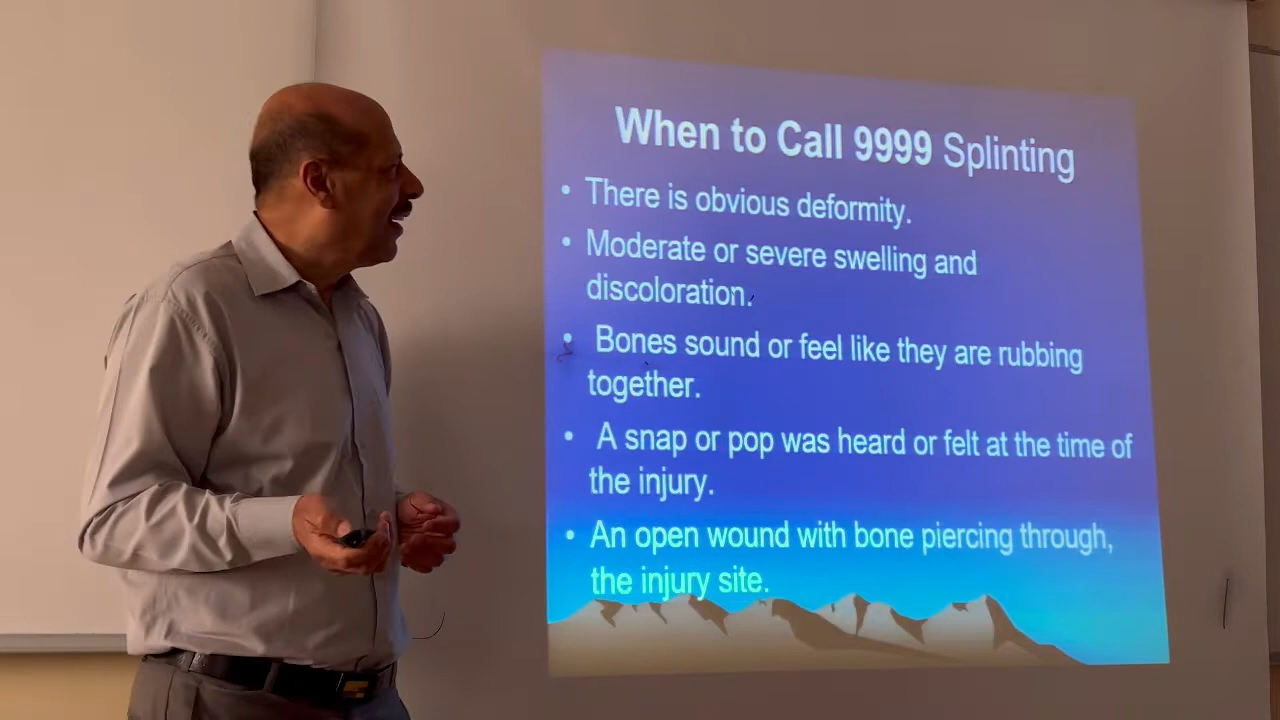 When to Call 9999 Splinting
• There is obvious deformity.
• Moderate or severe swelling and
discoloration.
• Bones sound or feel like they are rubbing
together.
• A snap or pop was heard or felt at the time of
the injury.
• An open wound with bone piercing through,
the injury site.